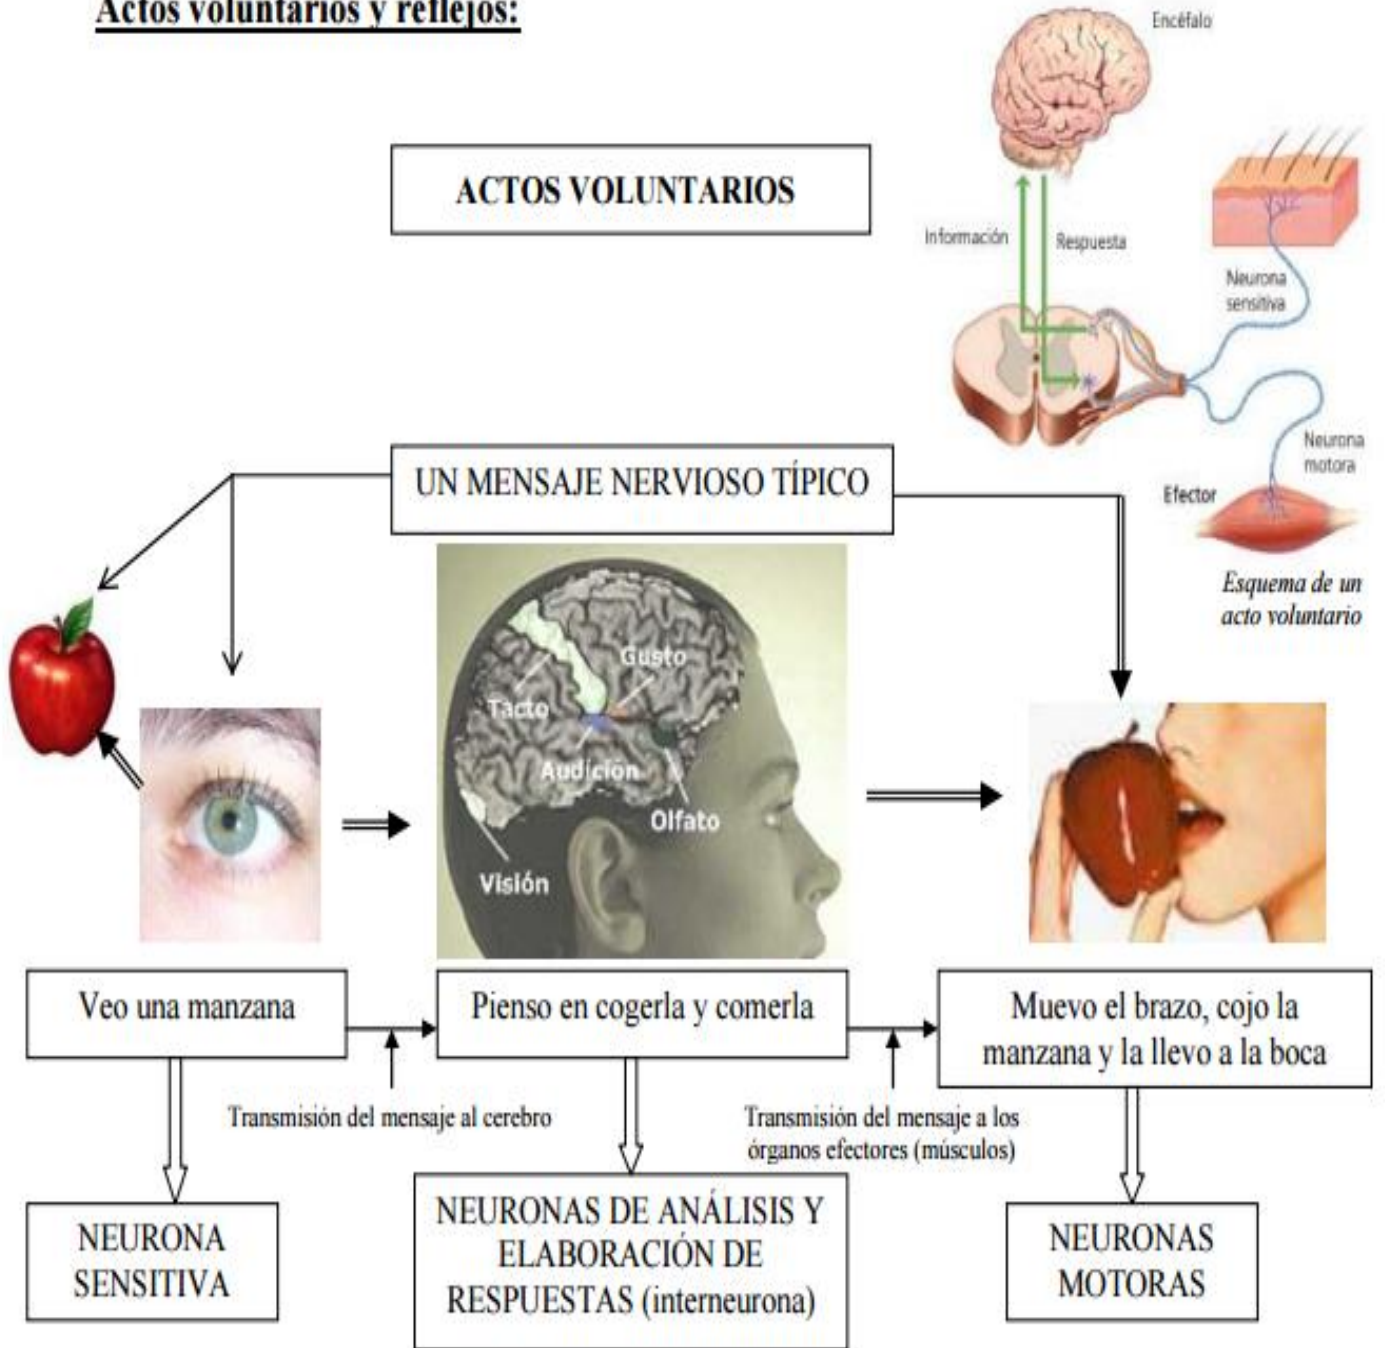 Actos voluntarios y reflejos:
Encéfalo
ACTOS VOLUNTARIOS
Información
Respuesta
Neurona
sensitiva
Neurona
motora
Efector
UN MENSAJE NERVIOSO TÍPICO
Esquema de un
acto voluntario
Gusto
Tacto
Audición
Olfato
Visión
Veo una manzana
Pienso en cogerla y comerla
Muevo el brazo, cojo la
manzana y la llevo a la boca
Transmisión del mensaje al cerebro
Transmisión del mensaje a los
órganos efectores (músculos)
NEURONA
SENSITIVA
NEURONAS DE ANÁLISIS Y
ELABORACIÓN DE
RESPUESTAS (interneurona)
NEURONAS
MOTORAS